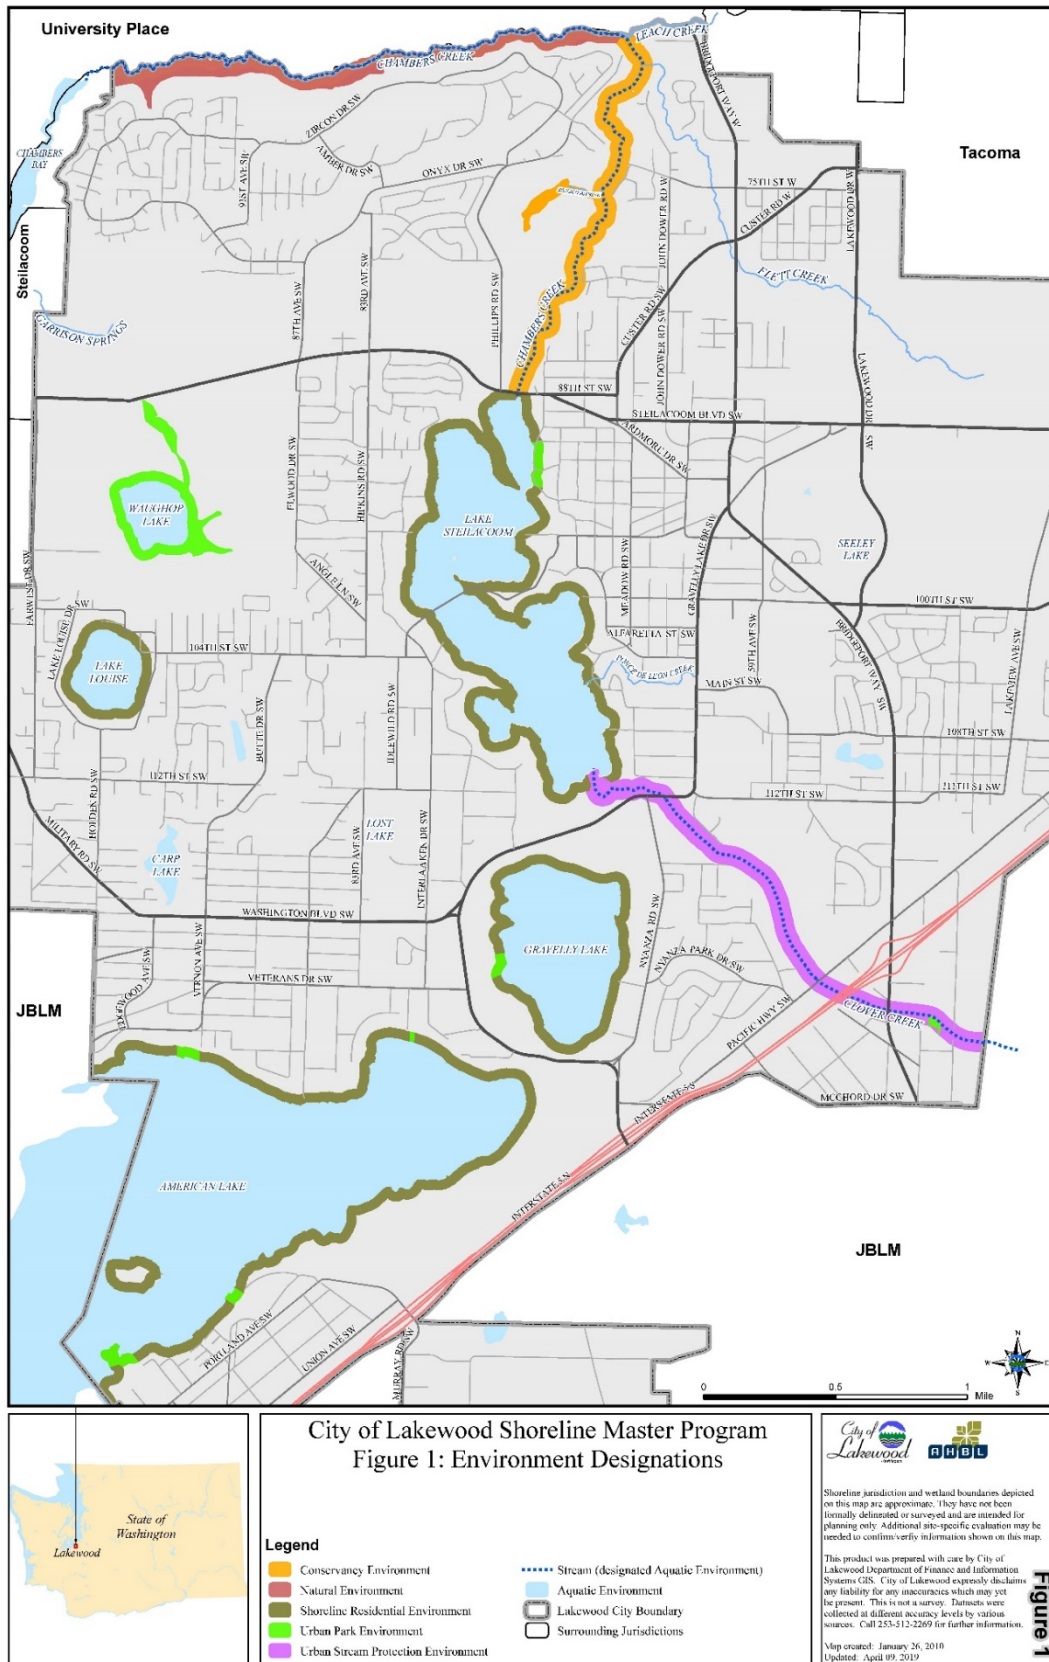 University Place
LEACH CREEK
CHAMBERS CREEK
BRIDGEPORT WAY W
ZIRCON DR SW
CHAMBERS
BAY
AMBER DR SW
Tacoma
ONYX DR SW
91ST AVE SW
75TH ST W
LAKEWOOD DR W
CUSTER RD W
JOHN DOWER RD W
Steilacoom
83RD AVE SW
FLETT CREEK
87TH AVE SW
PHILLIPS RD SW
CHAMBERS CREEK
GARRISON SPRINGS
CUSTER RD SW
JOHN DOWER RD SW
LAKEWOOD DR SW
88TH ST SW
STEILACOOM BLVD SW
ARDMORE DR SW
ELWOOD DR SW
HIPKINS RD SW
WAUGHOP
LAKE
LAKE
STEILACOOM
SEELEY
LAKE
GRAVELLY LAKE DR SW
ANGLE LN SW
MEADOW RD SW
FARWEST DR SW
100TH ST SW
LAKE LOUISE DR SW
ALFARETTA ST SW
BRIDGEPORT WAY SW
104TH ST SW
59TH AVE SW
LAKE
LOUISE
PONCE DE LEON CREEK
MAIN ST SW
LAKEVIEW AVE SW
IDLEWILD RD SW
BUTTE DR SW
108TH ST SW
112TH ST SW
112TH ST SW
HOLDEN RD SW
MILITARY RD SW
LOST
LAKE
83RD AVE SW
INTERLAAKEN DR SW
CARP
LAKE
WASHINGTON BLVD SW
GRAVELLY LAKE
NYANZA RD SW
VERNON AVE SW
EDGEWOOD AVE SW
NYANZA PARK DR SW
VETERANS DR SW
JBLM
PACIFIC HWY SW
CLOVER CREEK
INTERSTATE 5 S
MCCHORD DR SW
AMERICAN LAKE
INTERSTATE 5 N
JBLM
PORTLAND AVE SW
UNION AVE SW
MURRAY RD SW
N
W
E
S
0
0.5
1
Mile
City of Lakewood Shoreline Master Program
Figure 1: Environment Designations
State of
Washington
Lakewood
Legend
Conservancy Environment
Natural Environment
Shoreline Residential Environment
Urban Park Environment
Urban Stream Protection Environment
Stream (designated Aquatic Environment)
Aquatic Environment
Lakewood City Boundary
Surrounding Jurisdictions
City of
Lakewood
AHBL
Shoreline jurisdiction and wetland boundaries depicted
on this map are approximate. They have not been
formally delineated or surveyed and are intended for
planning only. Additional site-specific evaluation may be
needed to confirm/verfiy information shown on this map.
This product was prepared with care by City of
Lakewood Department of Finance and Information
Systems GIS. City of Lakewood expressly disclaims
any liability for any inaccuracies which may yet
be present. This is not a survey. Datasets were
collected at different accuracy levels by various
sources. Call 253-512-2269 for further information.
Map created: January 26, 2010
Updated: April 09, 2019
Figure 1